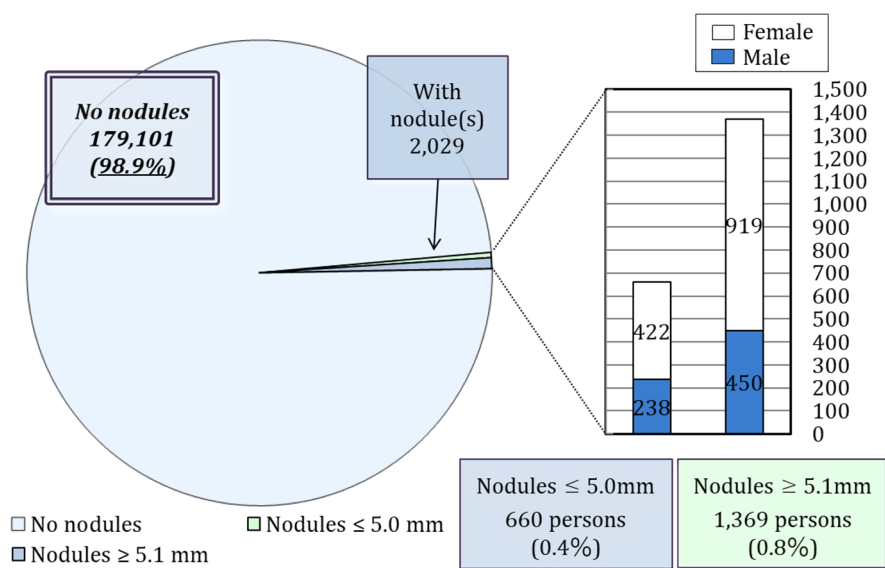 Female
Male
No nodules
179,101
(98.9%)
With
nodule(s)
2,029
1,500
1,400
1,300
1,200
1,100
1,000
900
800
700
600
500
400
300
200
100
0
919
422
450
238
Nodules ≤ 5.0mm
660 persons
(0.4%)
Nodules ≥ 5.1mm
1,369 persons
(0.8%)
No nodules
Nodules ≤ 5.0 mm
Nodules ≥ 5.1 mm